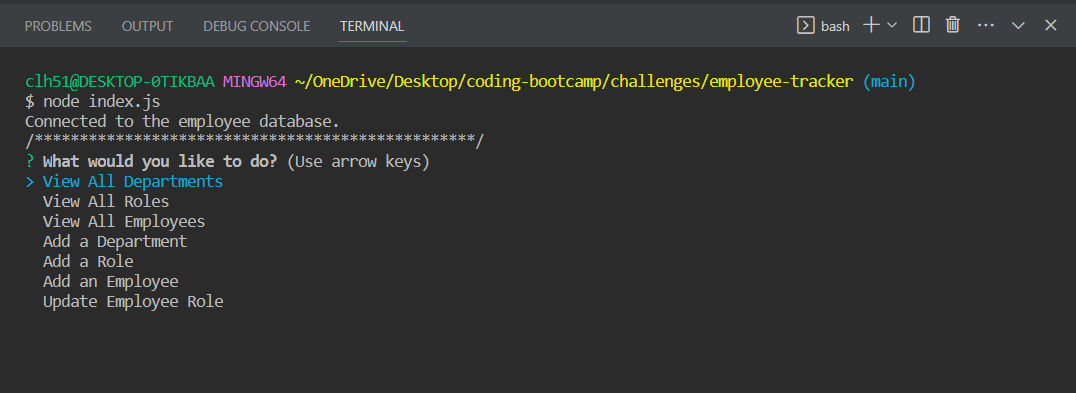 PROBLEMS OUTPUT DEBUG CONSOLE TERMINAL bash
clh51@DESKTOP-0TIKBAA MINGW64 ~/OneDrive/Desktop/coding-bootcamp/challenges/employee-tracker (main)
$ node index.js
Connected to the employee database.
/*************************************************/
? What would you like to do? (Use arrow keys)
> View All Departments
View All Roles
View All Employees
Add a Department
Add a Role
Add an Employee
Update Employee Role